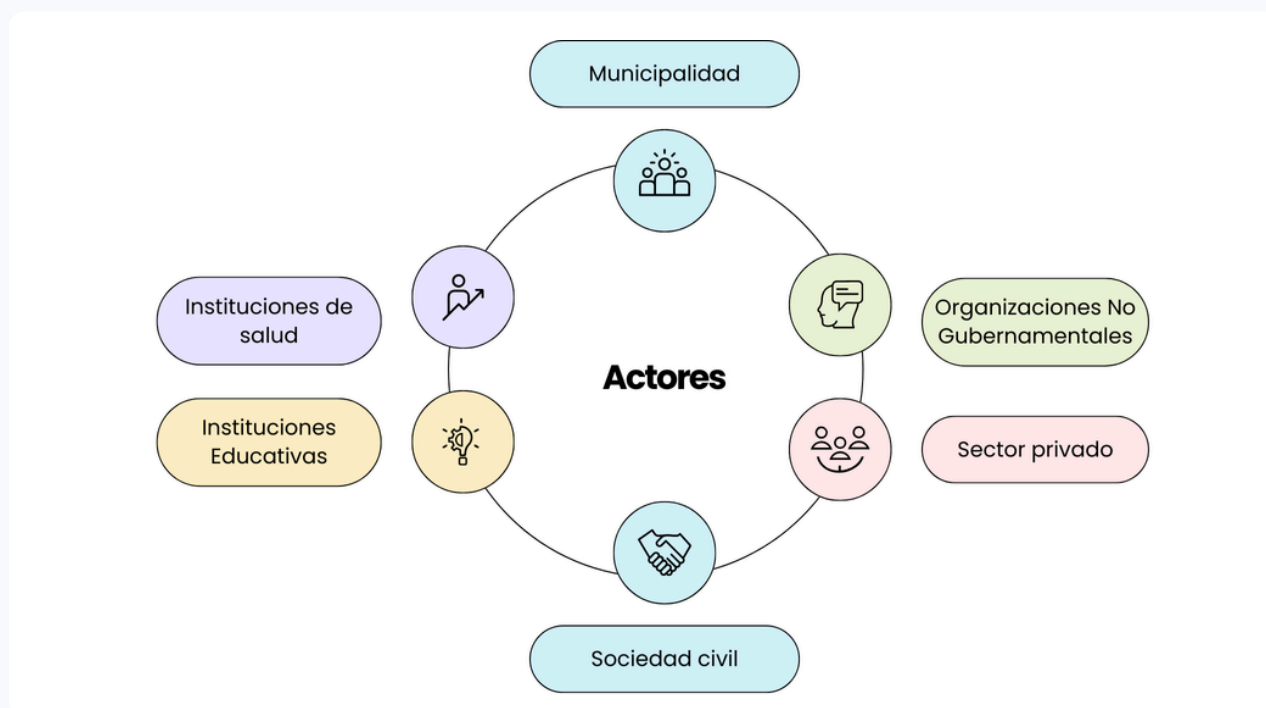 Municipalidad
Instituciones de
salud
Organizaciones No
Gubernamentales
Actores
Instituciones
Educativas
Sector privado
Sociedad civil